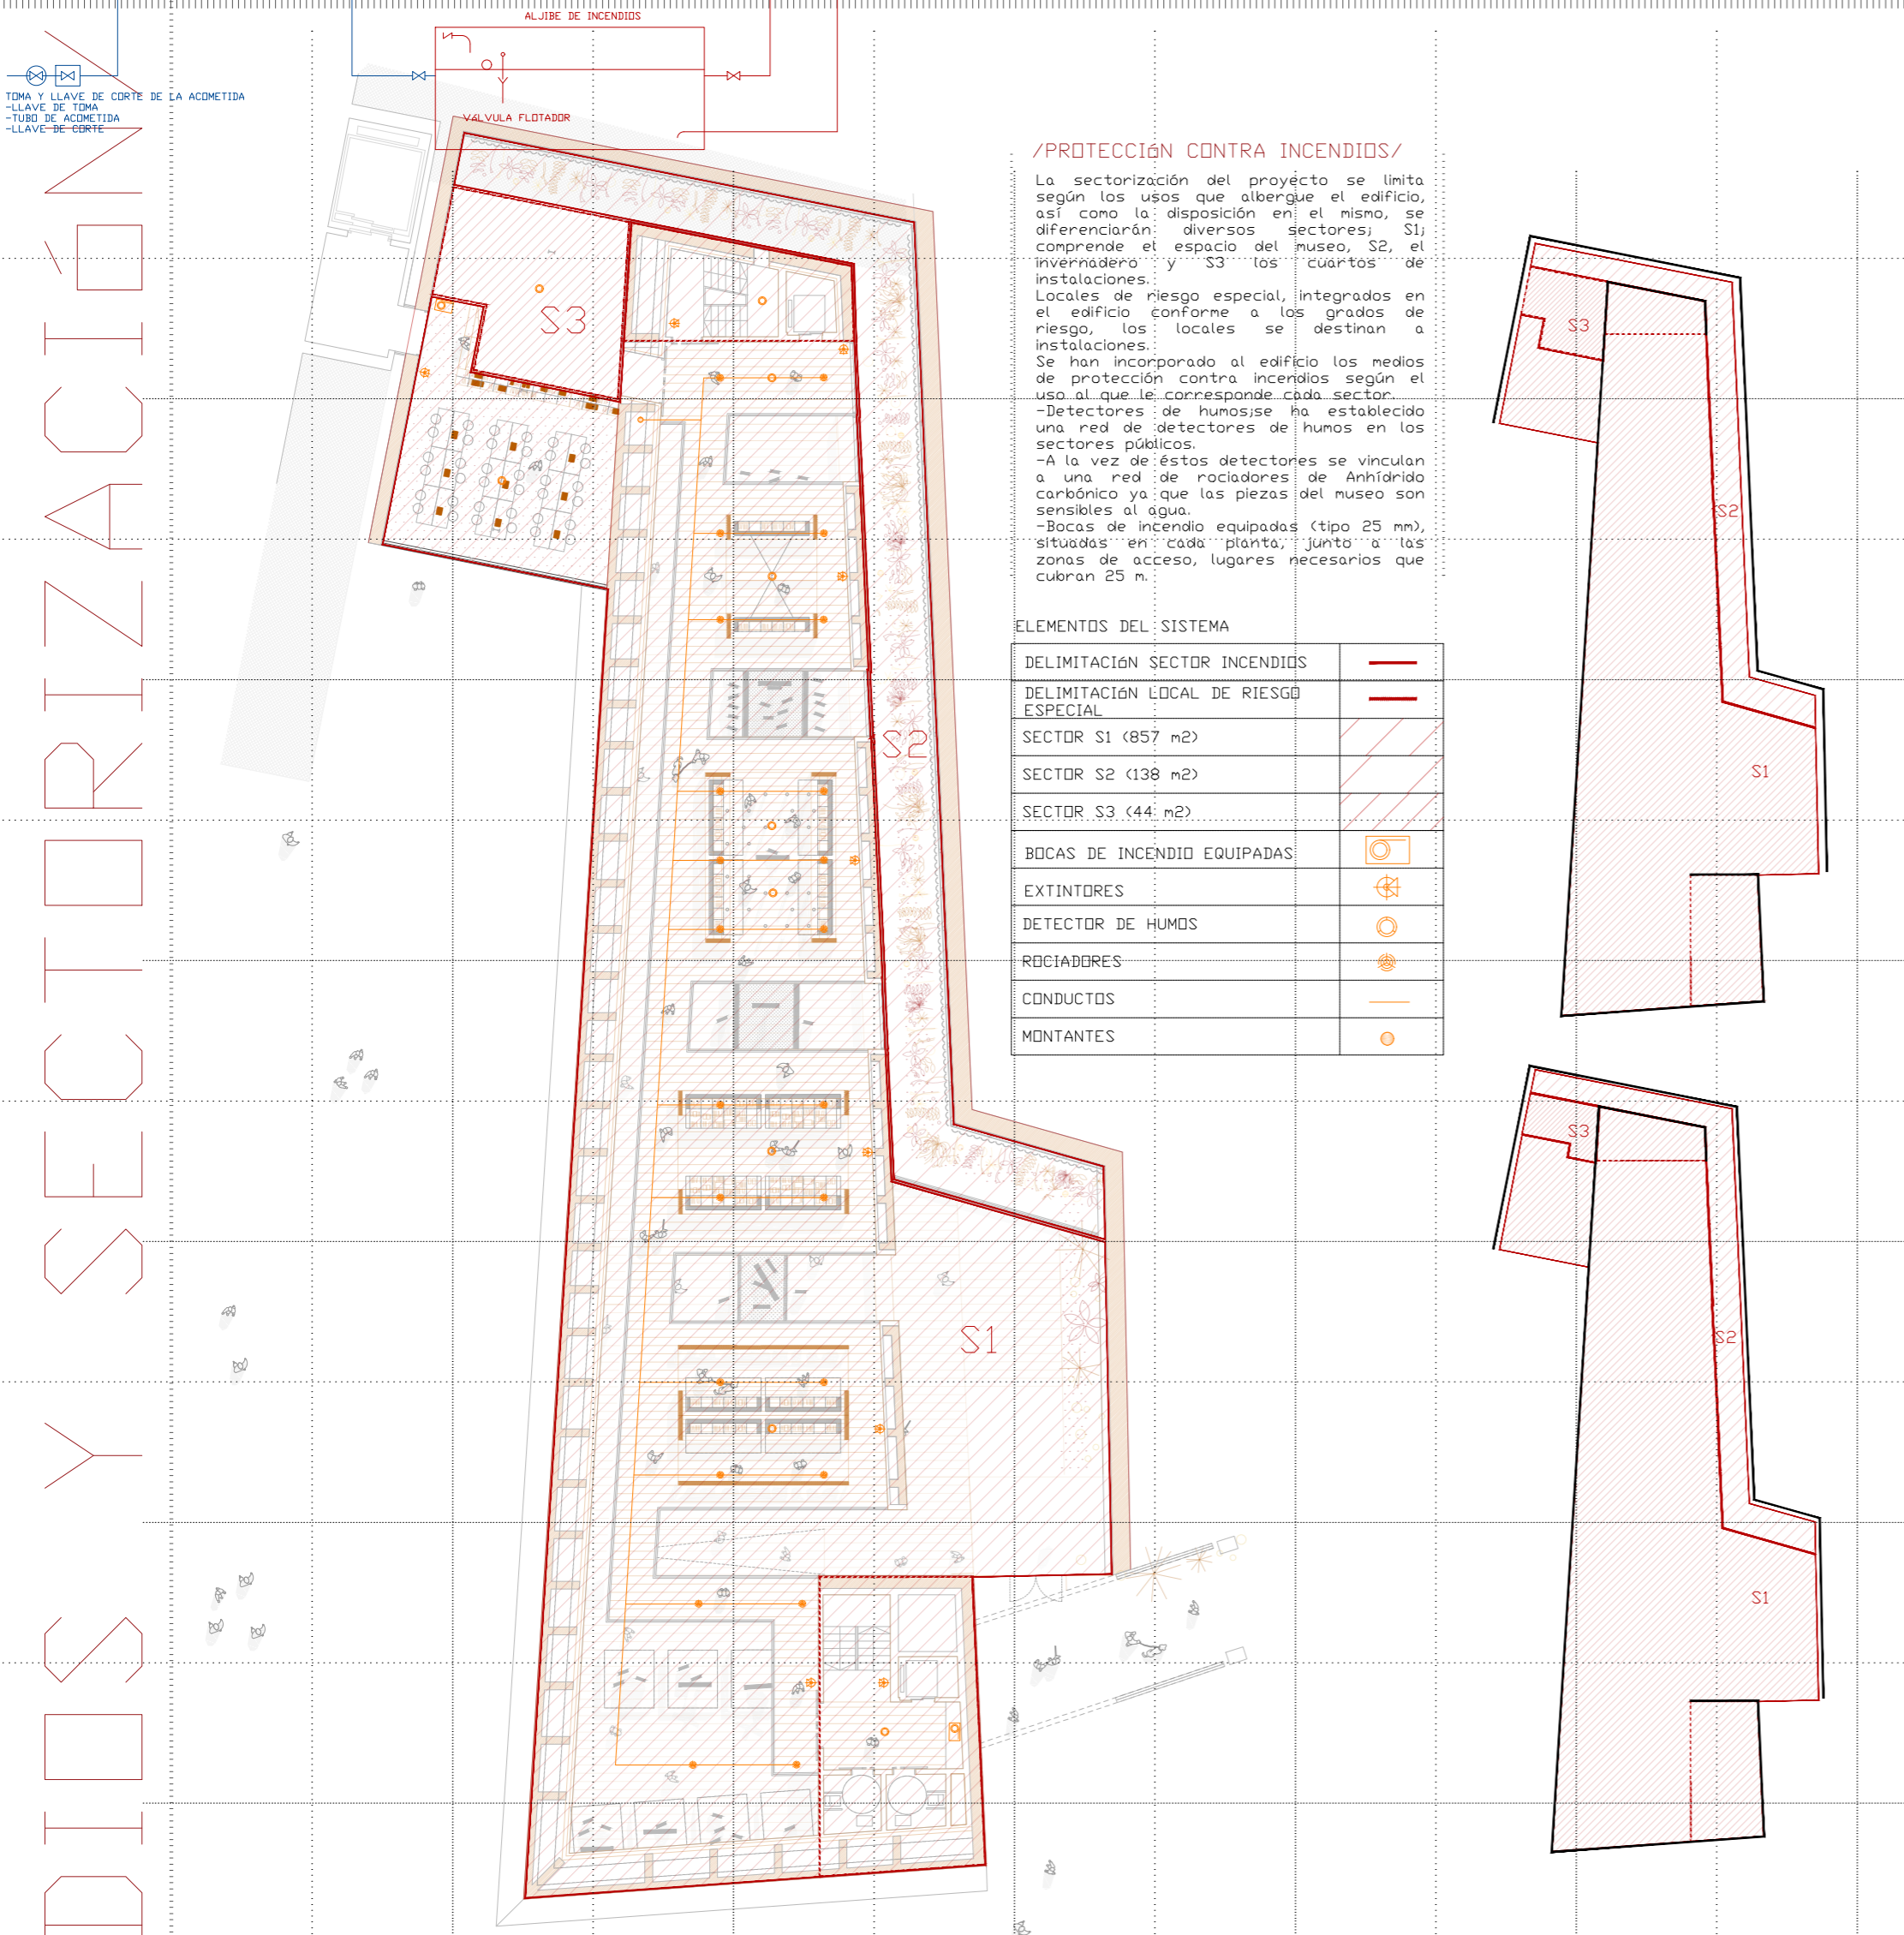 ALJIBE DE INCENDIOS
TOMA Y LLAVE DE CORTE DE LA ACOMETIDA
-LLAVE DE TOMA
-TUBO DE ACOMETIDA
-LLAVE DE CORTE
VÁLVULA FLOTADOR
DIOS Y SECTORIZACIÓN
/PROTECCIóN CONTRA INCENDIOS/
La sectorización del proyecto se limita
según los usos que albergue el edificio,
así como la disposición en el mismo, se
diferenciarán diversos sectores; S1;
comprende el espacio del museo, S2, el
invernadero y S3 los cuartos de
instalaciones.
Locales de riesgo especial, integrados en
el edificio conforme a los grados de
riesgo, los locales se destinan a
instalaciones.
Se han incorporado al edificio los medios
de protección contra incendios según el
uso al que le corresponde cada sector.
-Detectores de humos;se ha establecido
una red de detectores de humos en los
sectores públicos.
-A la vez de éstos detectores se vinculan
a una red de rociadores de Anhídrido
carbónico ya que las piezas del museo son
sensibles al agua.
-Bocas de incendio equipadas (tipo 25 mm),
situadas en cada planta, junto a las
zonas de acceso, lugares necesarios que
cubran 25 m.
ELEMENTOS DEL SISTEMA
DELIMITACIóN SECTOR INCENDIOS
DELIMITACIóN LOCAL DE RIESGO
ESPECIAL
SECTOR S1 (857 m2)
SECTOR S2 (138 m2)
SECTOR S3 (44 m2)
BOCAS DE INCENDIO EQUIPADAS
EXTINTORES
DETECTOR DE HUMOS
ROCIADORES
CONDUCTOS
MONTANTES
S3
S2
S1
S3
S2
S1
S3
S2
S1